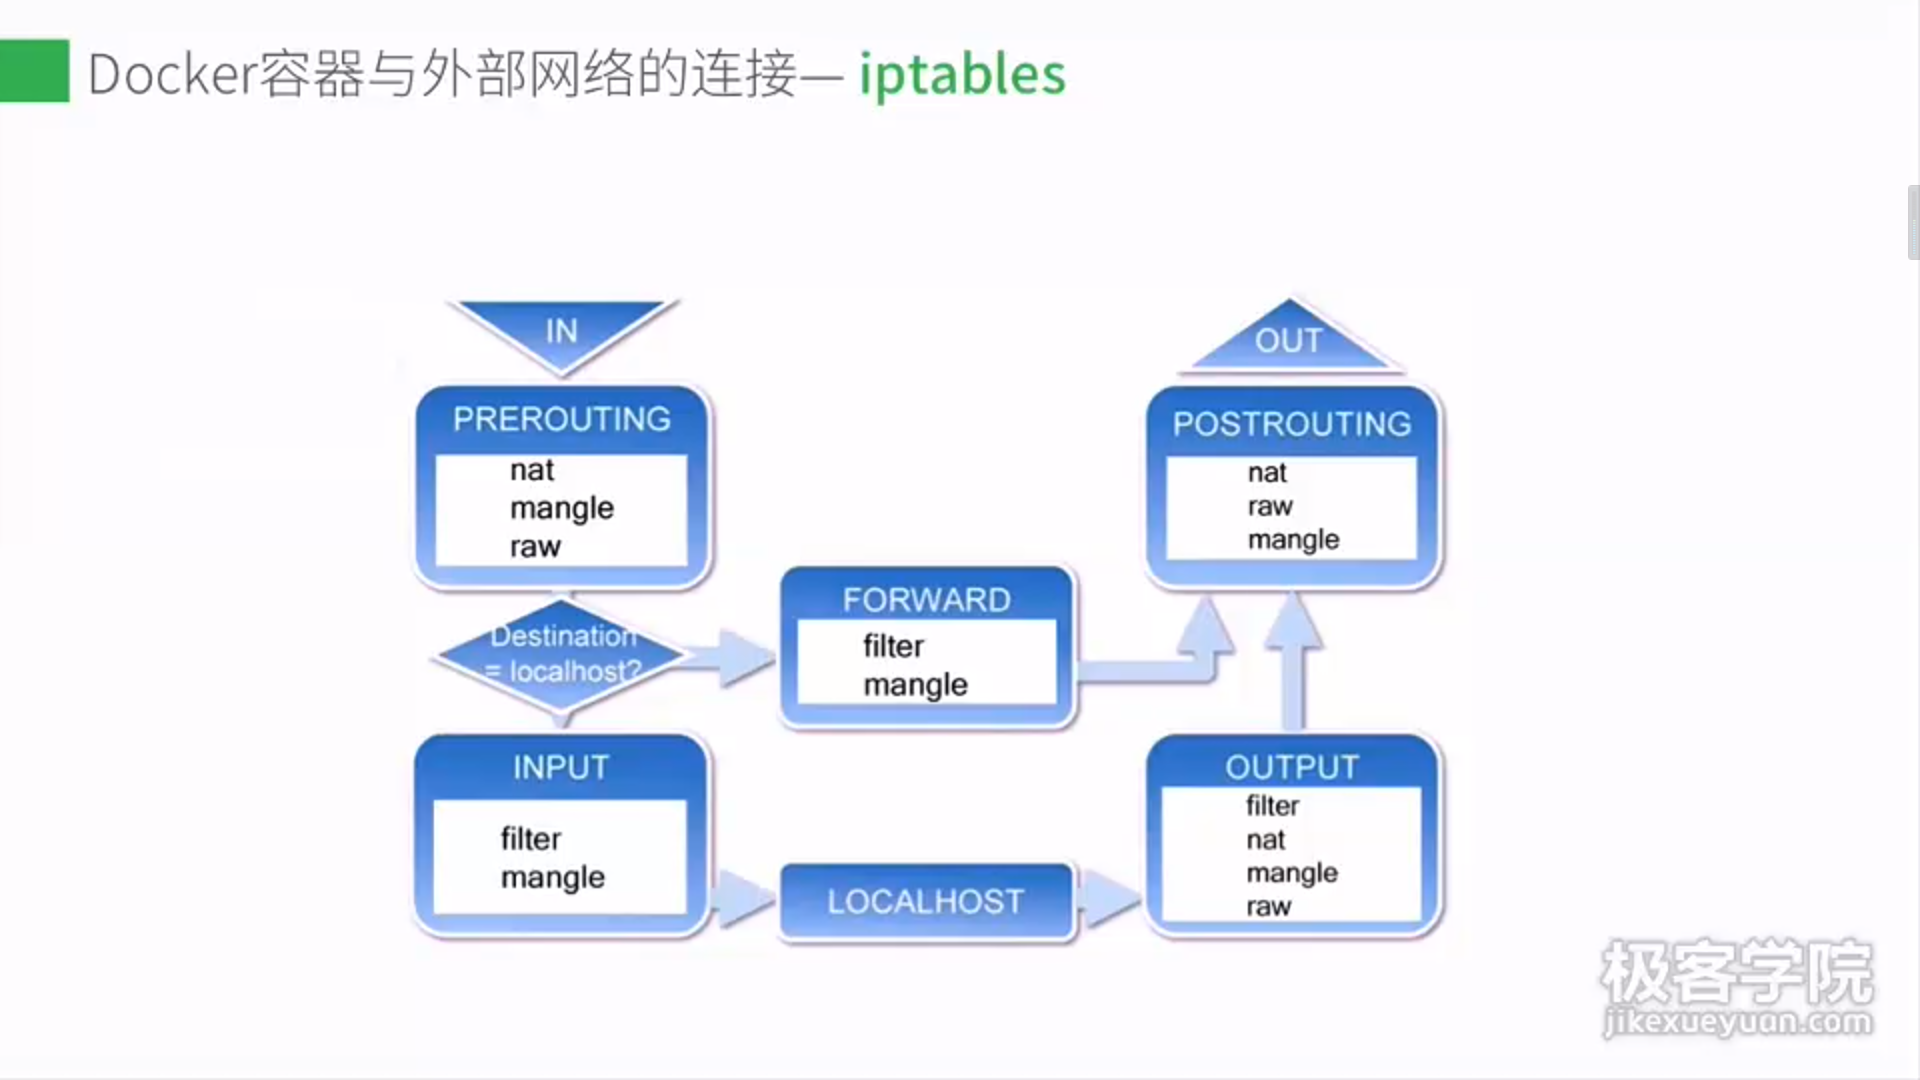 Docker容器与外部网络的连接— iptables
IN
PREROUTING
nat
mangle
raw
Destination
= localhost?
INPUT
filter
mangle
FORWARD
filter
mangle
LOCALHOST
OUT
POSTROUTING
nat
raw
mangle
OUTPUT
filter
nat
mangle
raw
极客学院
jikexueyuan.com